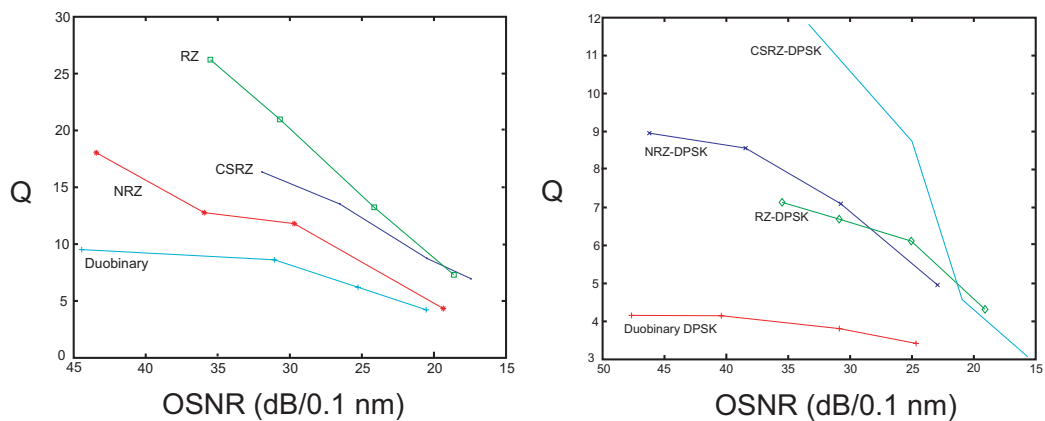 30
25
20
15
10
5
0
Q
RZ
CSRZ
NRZ
Duobinary
45 40 35 30 25 20 15
OSNR (dB/0.1 nm)
12
11
10
9
8
7
6
5
4
3
Q
CSRZ-DPSK
NRZ-DPSK
RZ-DPSK
Duobinary DPSK
50 45 40 35 30 25 20 15
OSNR (dB/0.1 nm)